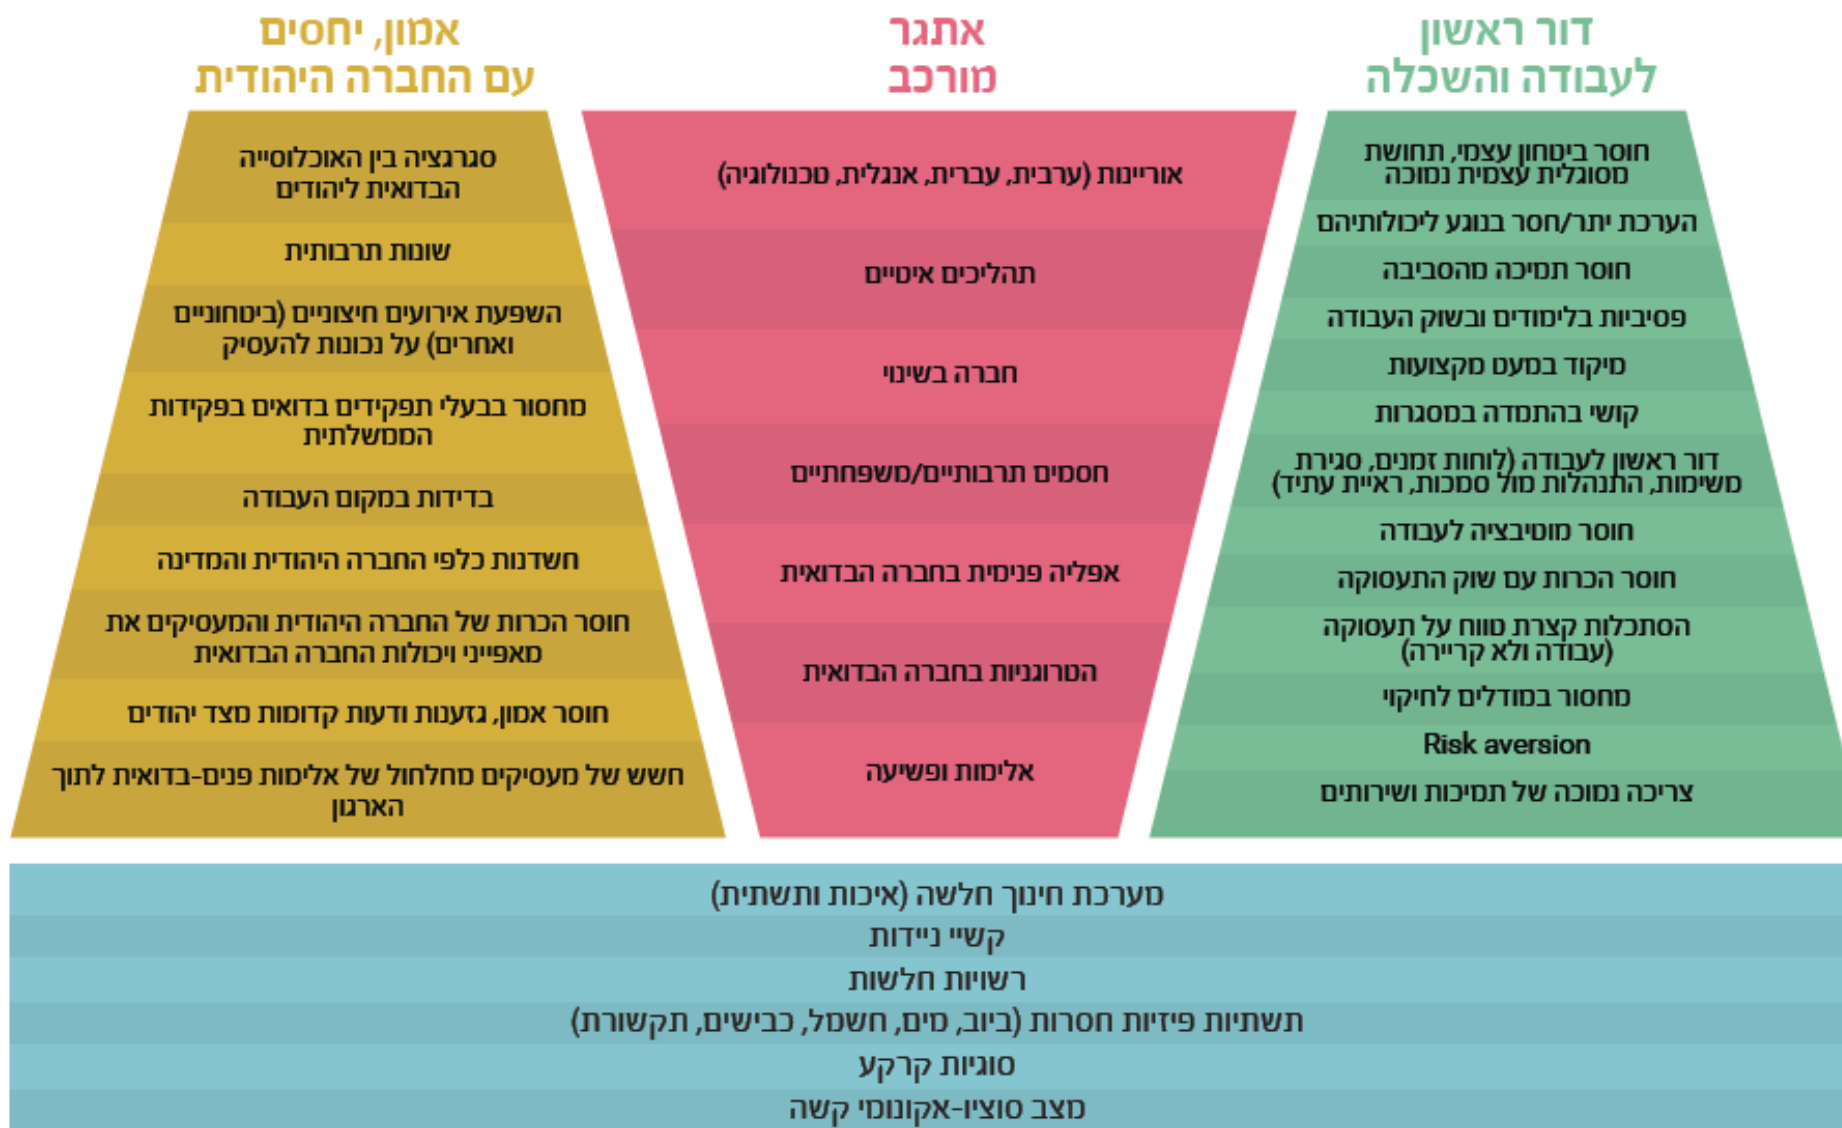 דור ראשון
לעבודה והשכלה
חוסר ביטחון עצמי, תחושת
מסוגלית עצמית נמוכה
הערכת יתר/חסר בנוגע ליכולותיהם
חוסר תמיכה מהסביבה
פסיביות בלימודים ובשוק העבודה
מיקוד במעט מקצועות
קושי בהתמדה במסגרות
דור ראשון לעבודה (לוחות זמנים, סגירת
משימות, התנהלות מול סמכות, ראיית עתיד)
חוסר מוטיבציה לעבודה
חוסר הכרות עם שוק התעסוקה
הסתכלות קצרת טווח על תעסוקה
(עבודה ולא קריירה)
מחסור במודלים לחיקוי
Risk aversion
צריכה נמוכה של תמיכות ושירותים
אתגר
מורכב
אוריינות (ערבית, עברית, אנגלית, טכנולוגיה)
תהליכים איטיים
חברה בשינוי
חסמים תרבותיים/משפחתיים
אפליה פנימית בחברה הבדואית
הטרוגניות בחברה הבדואית
אלימות ופשיעה
אמון, יחסים
עם החברה היהודית
סגרגציה בין האוכלוסייה
הבדואית ליהודים
שונות תרבותית
השפעת אירועים חיצוניים (ביטחוניים
ואחרים) על נכונות להעסיק
מחסור בבעלי תפקידים בדואים בפקידות
הממשלתית
בדידות במקום העבודה
חשדנות כלפי החברה היהודית והמדינה
חוסר הכרות של החברה היהודית והמעסיקים את
מאפייני ויכולות החברה הבדואית
חוסר אמון, גזענות ודעות קדומות מצד יהודים
חשש של מעסיקים מחלחול של אלימות פנים-בדואית לתוך
הארגון
מערכת חינוך חלשה (איכות ותשתית)
קשיי ניידות
רשויות חלשות
תשתיות פיזיות חסרות (ביוב, מים, חשמל, כבישים, תקשורת)
סוגיות קרקע
מצב סוציו-אקונומי קשה